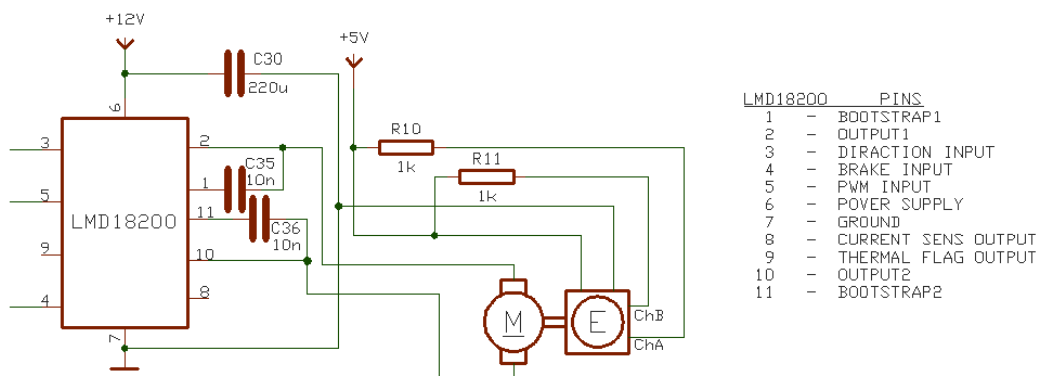 +12V
C30
220u
+5V
6
3
5
9
4
LMD18200
2
1
11
10
8
7
C35
10n
C36
10n
R10
1k
R11
1k
M
E
ChB
ChA
LMD18200 PINS
1 - BOOTSTRAP1
2 - OUTPUT1
3 - DIRACTION INPUT
4 - BRAKE INPUT
5 - PWM INPUT
6 - POVER SUPPLY
7 - GROUND
8 - CURRENT SENS OUTPUT
9 - THERMAL FLAG OUTPUT
10 - OUTPUT2
11 - BOOTSTRAP2